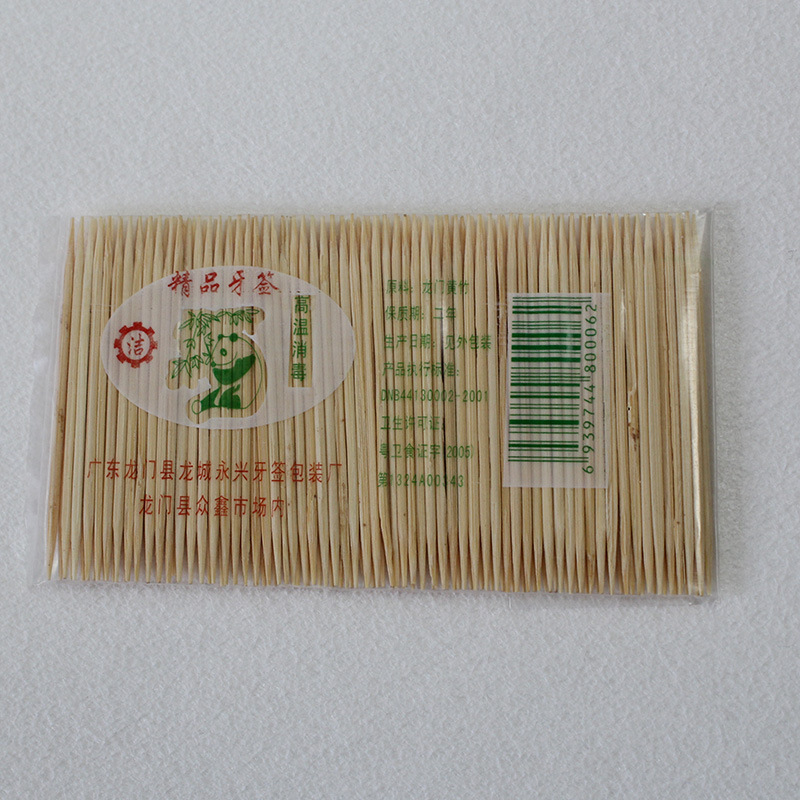 精品牙签
洁
高温消毒
广东龙门县龙城永兴牙签包装厂
龙门县众鑫市场内
原料：龙门黄竹
保质期：二年
生产日期：见外包装
产品执行标准：
DNB44130002-2001
卫生许可证：
粤卫食证字(2005)
第1324A00343
6939744800062